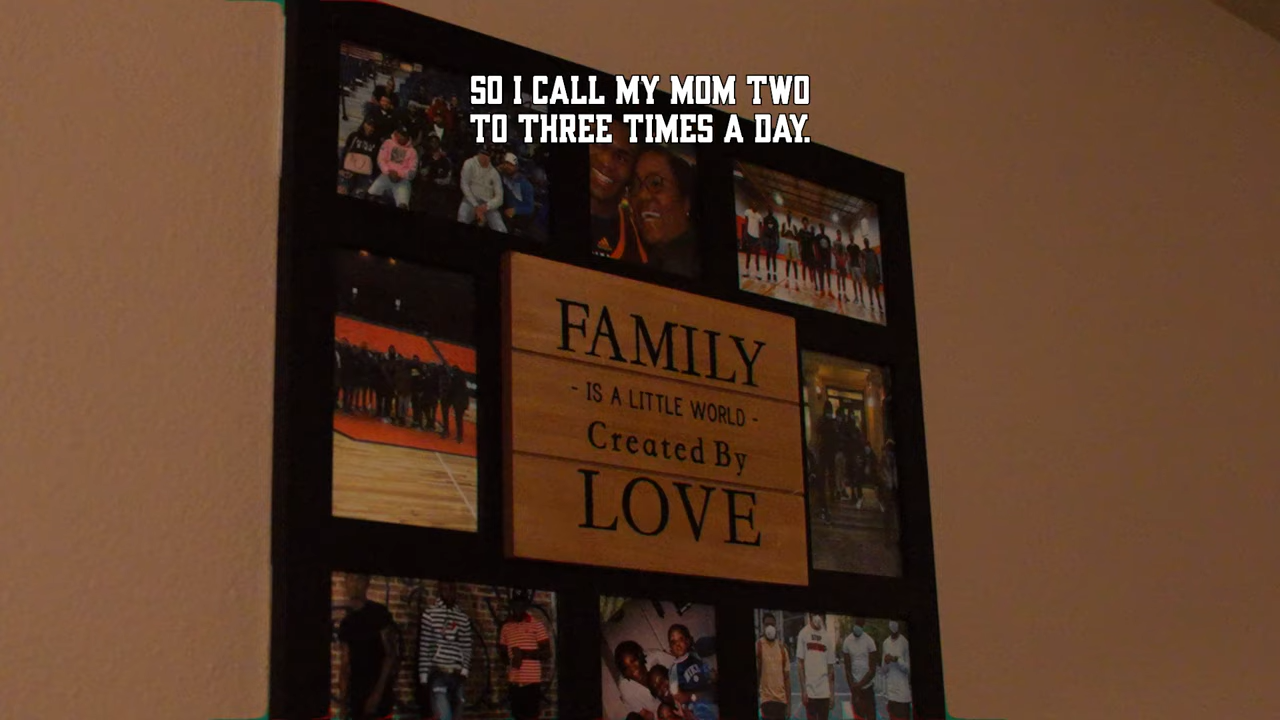 SO I CALL MY MOM TWO
TO THREE TIMES A DAY.
FAMILY
- IS A LITTLE WORLD -
Created By
LOVE